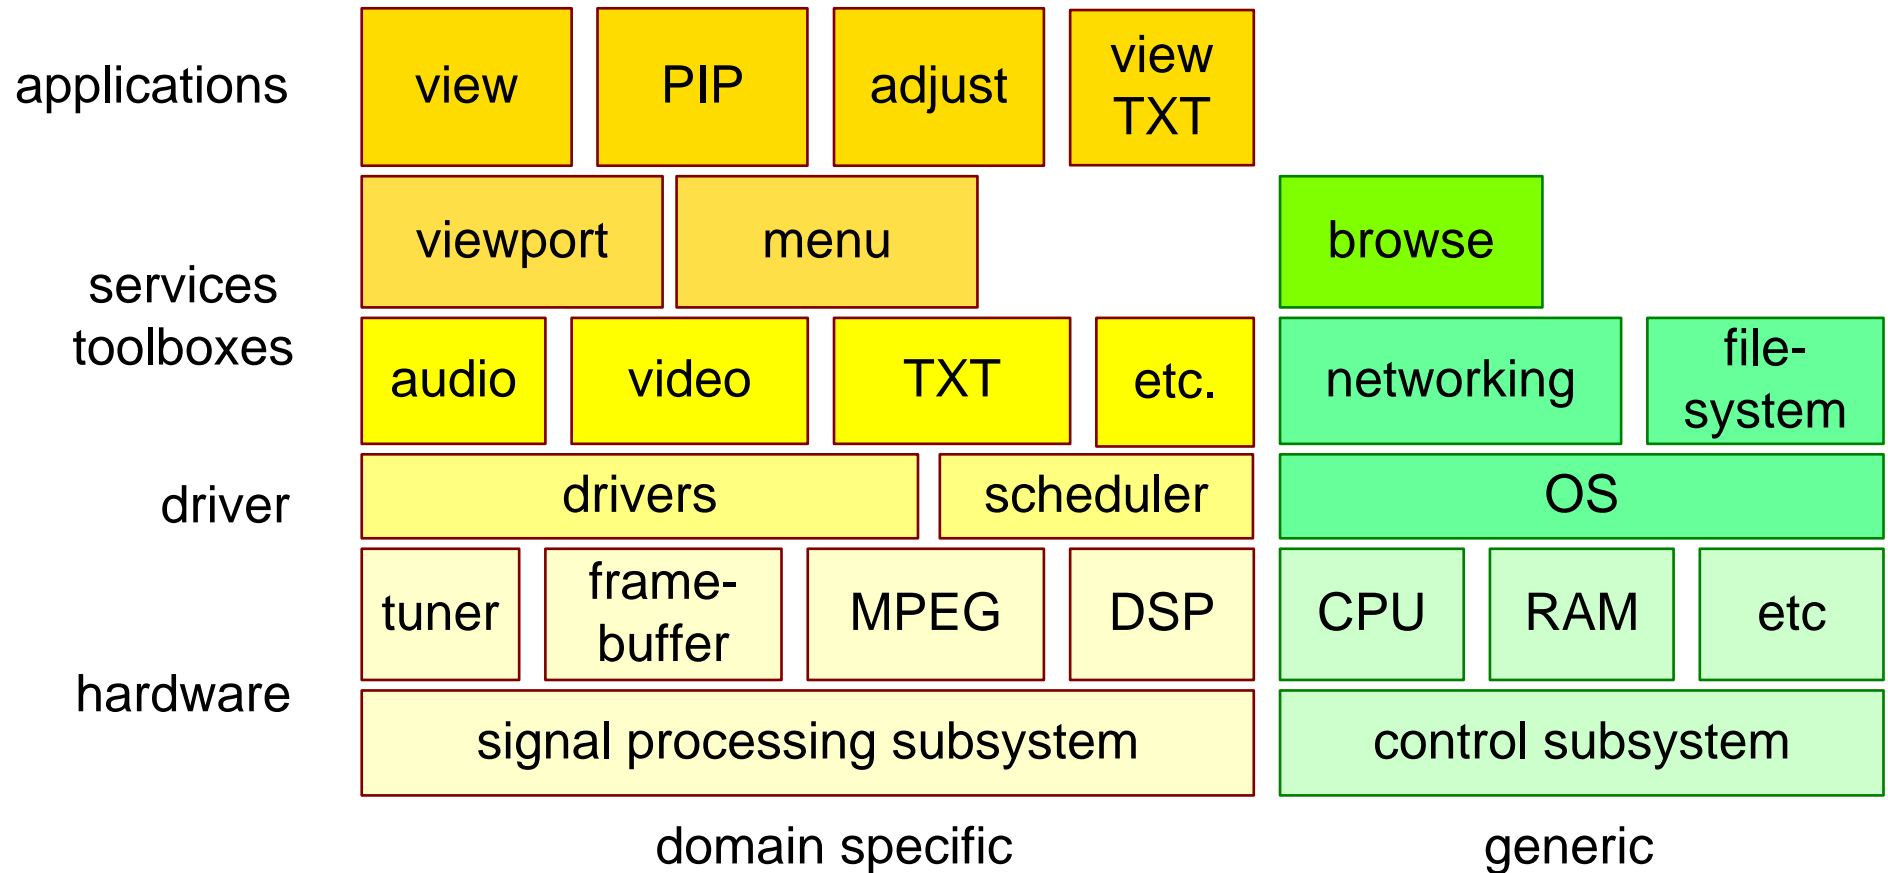 applications
view
PIP
adjust
view
TXT
services
toolboxes
viewport
menu
browse
audio
video
TXT
etc.
networking
file-
system
driver
drivers
scheduler
OS
hardware
tuner
frame-
buffer
MPEG
DSP
CPU
RAM
etc
signal processing subsystem
control subsystem
domain specific
generic